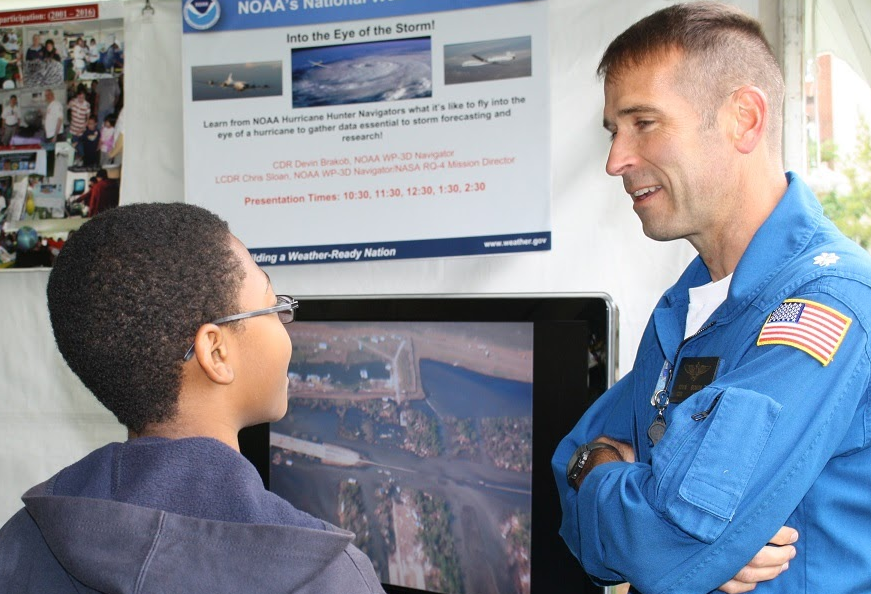 participation: (2001 – 2016)
NOAA's National
Into the Eye of the Storm!
Learn from NOAA Hurricane Hunter Navigators what it's like to fly into the
eye of a hurricane to gather data essential to storm forecasting and
research!
CDR Devin Brakob, NOAA WP-3D Navigator
LCDR Chris Sloan, NOAA WP-3D Navigator/NASA RQ-4 Mission Director
Presentation Times: 10:30, 11:30, 12:30, 1:30, 2:30
uilding a Weather-Ready Nation
www.weather.gov